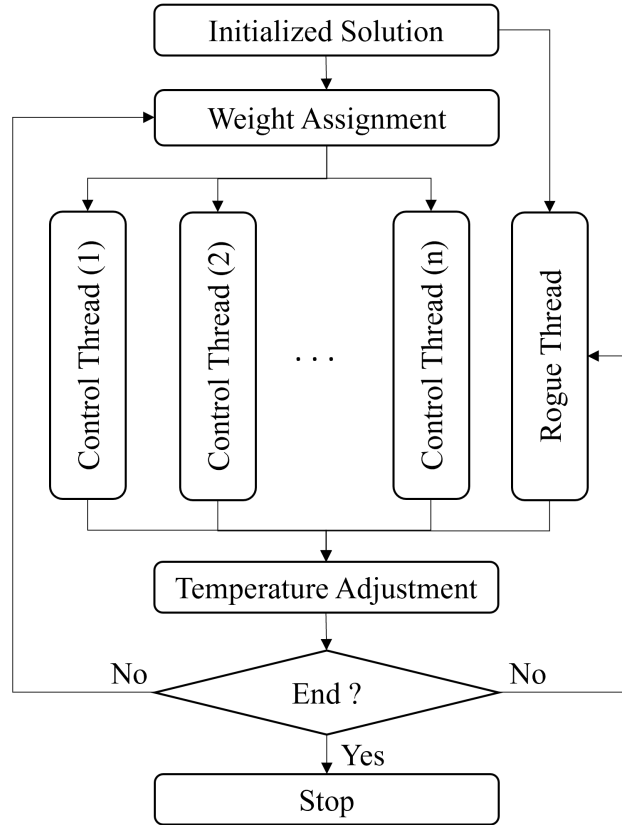 Initialized Solution
Weight Assignment
Control Thread (1)
Control Thread (2)
. . .
Control Thread (n)
Rogue Thread
Temperature Adjustment
No
End ?
No
Yes
Stop